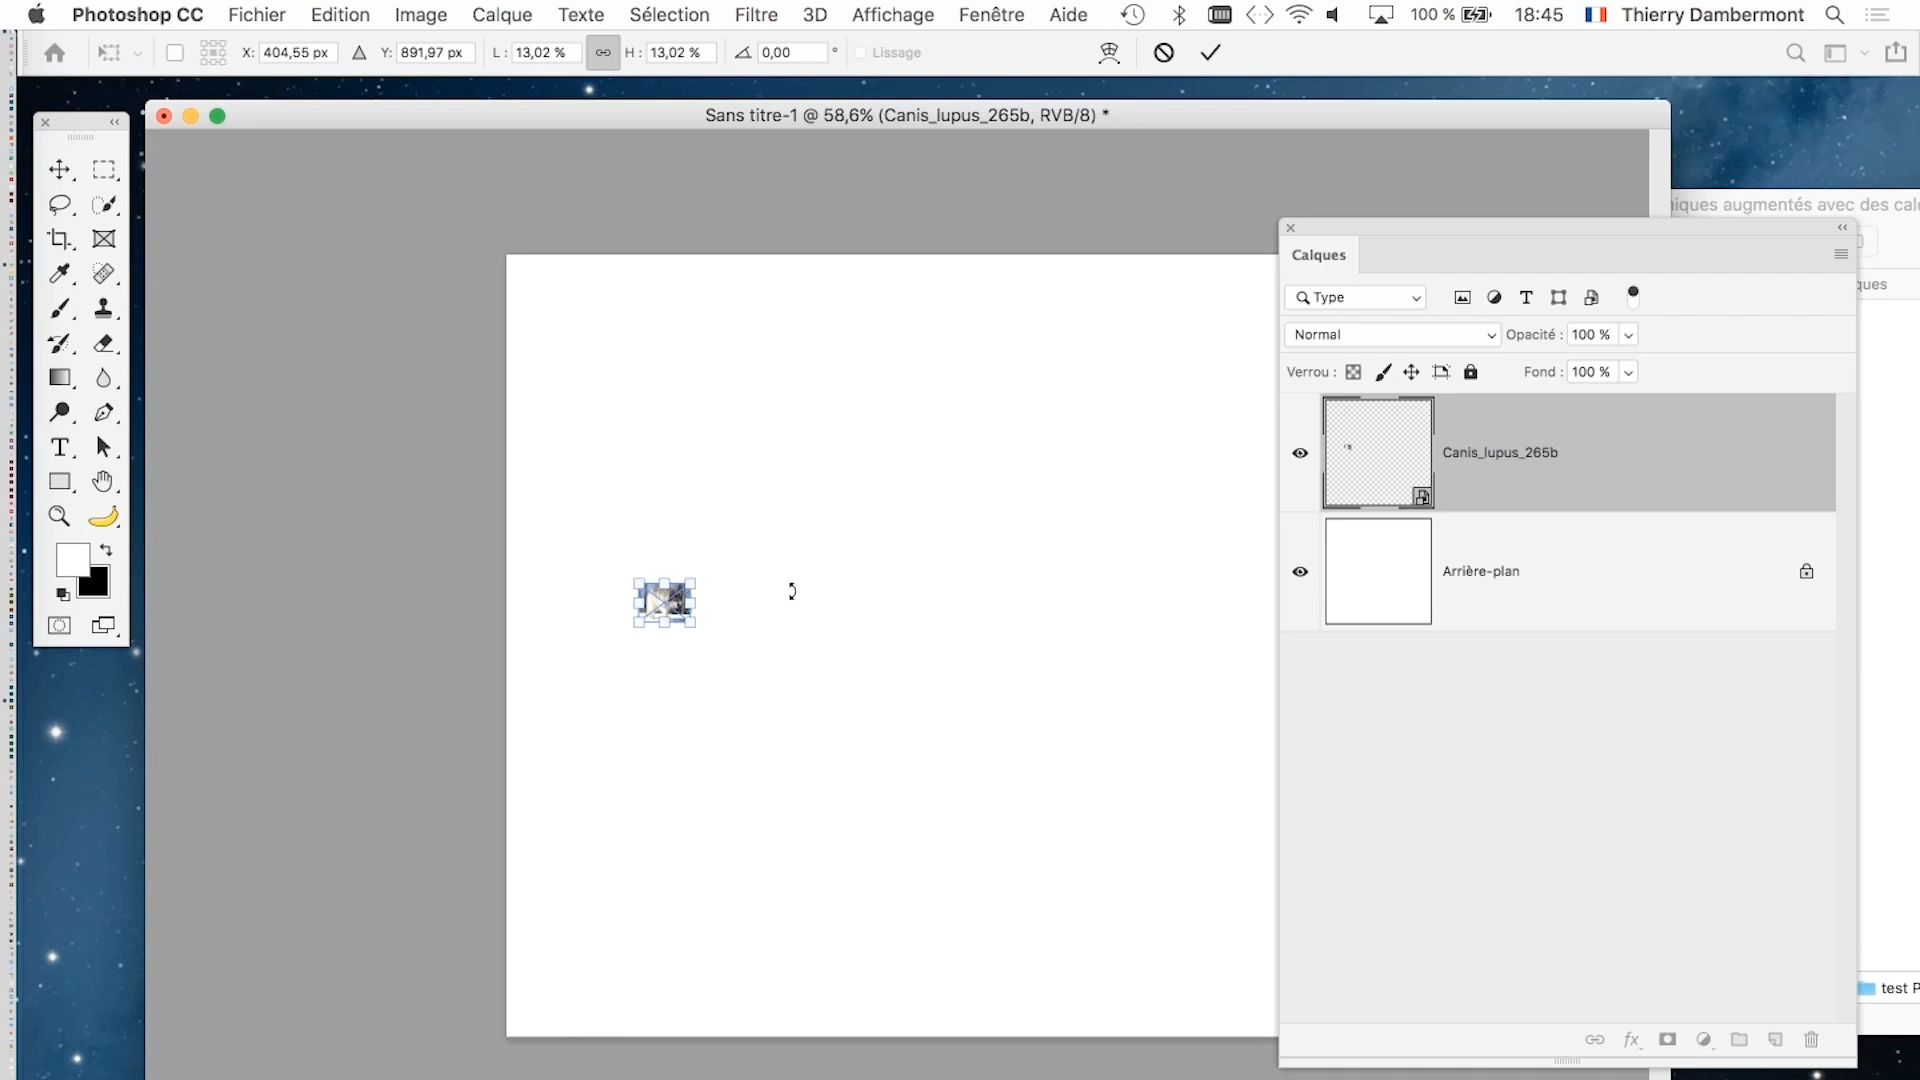 Photoshop CC Fichier Edition Image Calque Texte Sélection Filtre 3D Affichage Fenêtre Aide 100 % 18:45 Thierry Dambermont
X: 404,55 px Y: 891,97 px L : 13,02 % H : 13,02 % 0,00 ° Lissage
Sans titre-1 @ 58,6% (Canis_lupus_265b, RVB/8) *
iques augmentés avec des calc
Calques
ques
Type
Normal Opacité : 100 %
Verrou : Fond : 100 %
Canis_lupus_265b
Arrière-plan
test P
fx